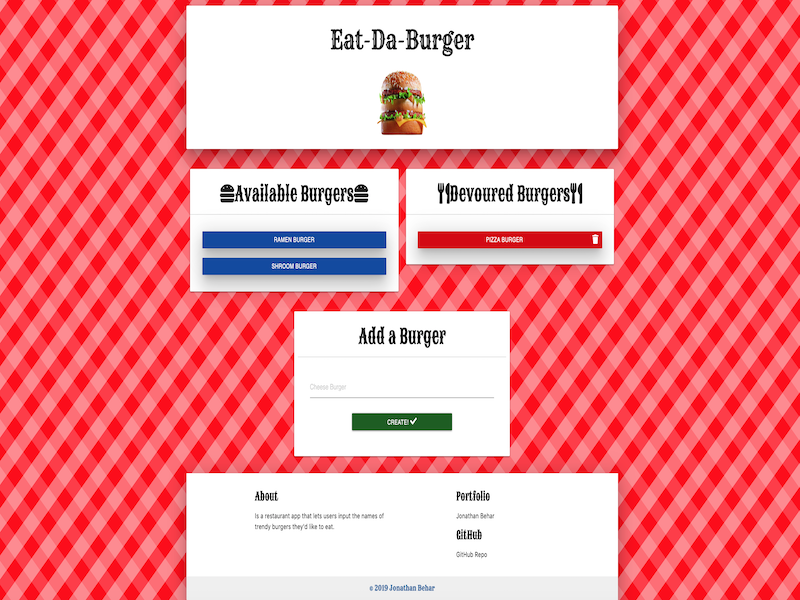 Eat-Da-Burger
Available Burgers
RAMEN BURGER
SHROOM BURGER
Devoured Burgers
PIZZA BURGER
Add a Burger
Cheese Burger
CREATE!
About
Is a restaurant app that lets users input the names of
trendy burgers they'd like to eat.
Portfolio
Jonathan Behar
GitHub
GitHub Repo
© 2019 Jonathan Behar